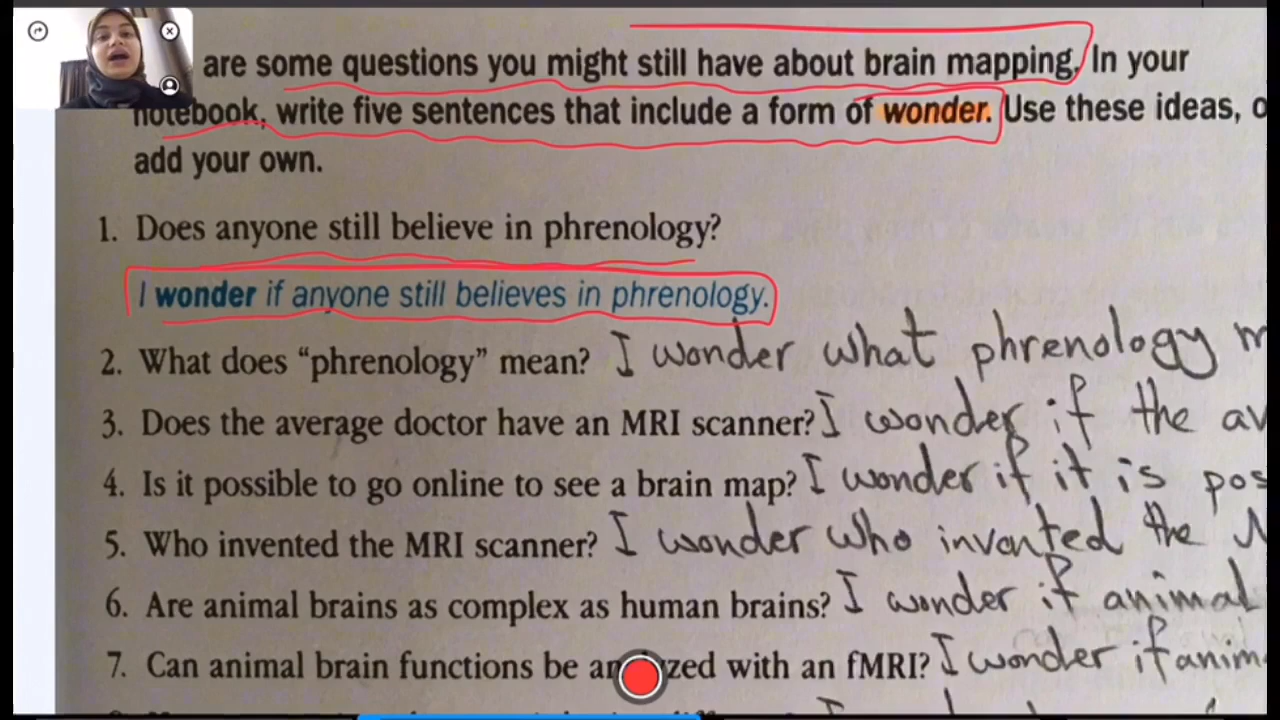 are some questions you might still have about brain mapping. In your
notebook, write five sentences that include a form of wonder. Use these ideas, o
add your own.
1. Does anyone still believe in phrenology?
I wonder if anyone still believes in phrenology.
2. What does “phrenology” mean? I wonder what phrenology m
3. Does the average doctor have an MRI scanner? I wonder if the av
4. Is it possible to go online to see a brain map? I wonder if it is pos
5. Who invented the MRI scanner? I wonder who invented the M
6. Are animal brains as complex as human brains? I wonder if animal
7. Can animal brain functions be analyzed with an fMRI? I wonder if anim